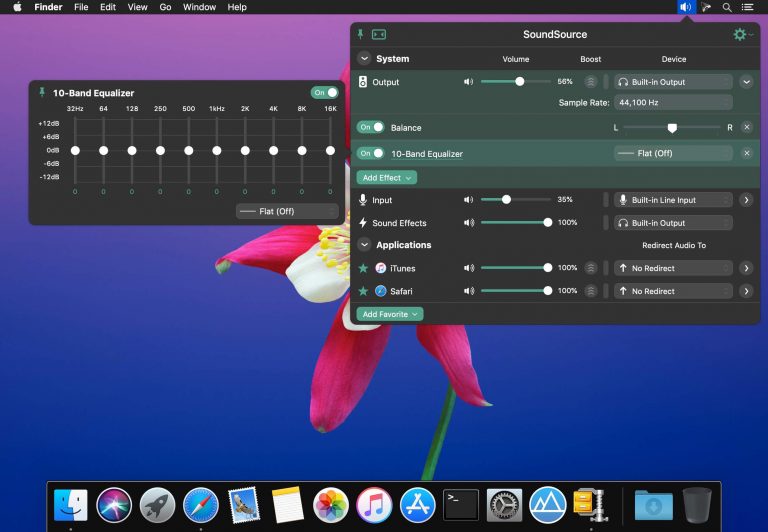 Finder File Edit View Go Window Help
SoundSource
System Volume Boost Device
Output 56% Built-in Output
Sample Rate: 44,100 Hz
On Balance L R
On 10-Band Equalizer Flat (Off)
Add Effect
Input 35% Built-in Line Input
Sound Effects 100% Built-in Output
Applications Redirect Audio To
iTunes 100% No Redirect
Safari 100% No Redirect
Add Favorite
10-Band Equalizer On
32Hz 64 128 250 500 1kHz 2K 4K 8K 16K
+12dB
+6dB
0dB
-6dB
-12dB
0 0 0 0 0 0 0 0 0 0
Flat (Off)
>_